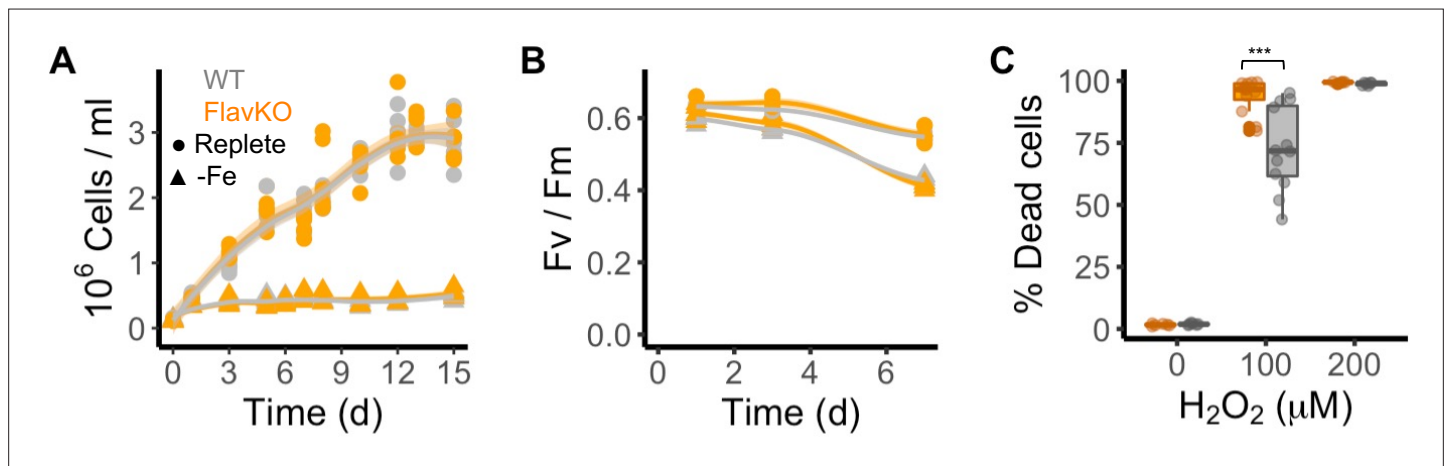 A
WT
FlavKO
● Replete
▲ -Fe
10⁶ Cells / ml
3
2
1
0
0 3 6 9 12 15
Time (d)
B
Fv / Fm
0.6
0.4
0.2
0.0
0 2 4 6
Time (d)
C
***
% Dead cells
100
75
50
25
0
0 100 200
H₂O₂ (μM)